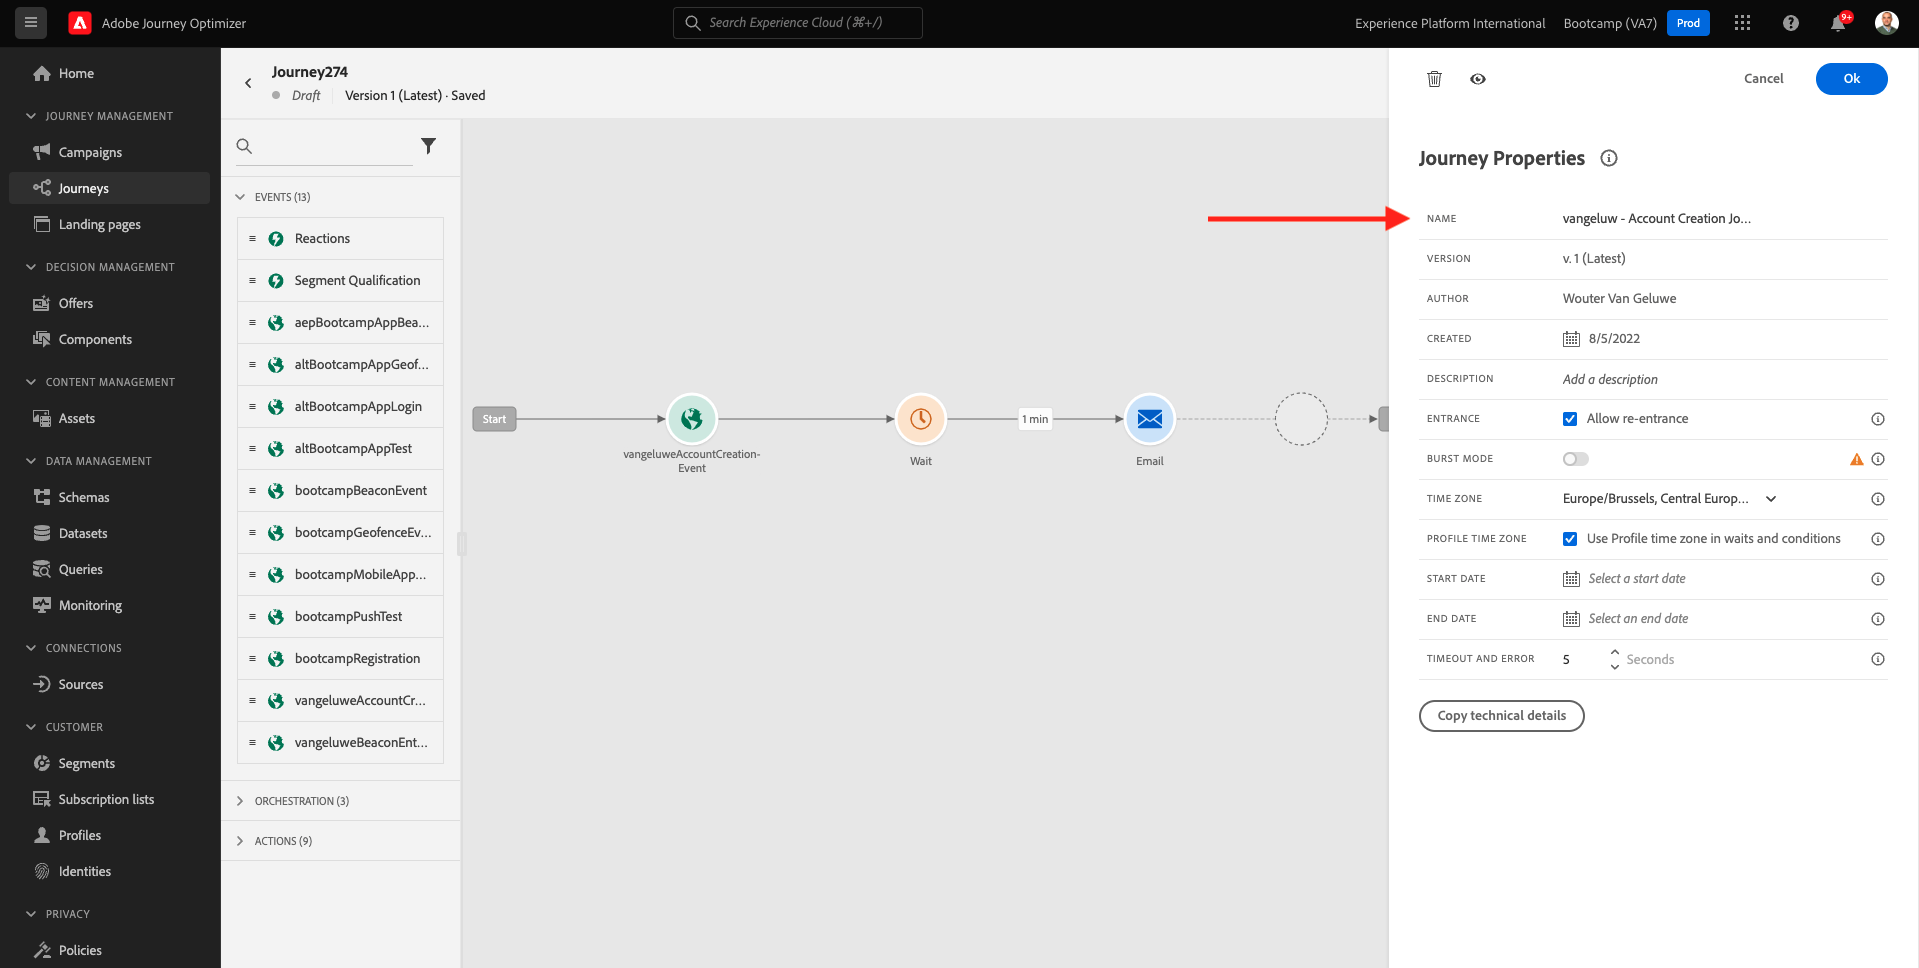 Adobe Journey Optimizer
Search Experience Cloud (⌘+/)
Experience Platform International
Bootcamp (VA7)
Prod
9+
Home
JOURNEY MANAGEMENT
Campaigns
Journeys
Landing pages
DECISION MANAGEMENT
Offers
Components
CONTENT MANAGEMENT
Assets
DATA MANAGEMENT
Schemas
Datasets
Queries
Monitoring
CONNECTIONS
Sources
CUSTOMER
Segments
Subscription lists
Profiles
Identities
PRIVACY
Policies
Journey274
Draft
Version 1 (Latest) · Saved
EVENTS (13)
Reactions
Segment Qualification
aepBootcampAppBea...
altBootcampAppGeof...
altBootcampAppLogin
altBootcampAppTest
bootcampBeaconEvent
bootcampGeofenceEv...
bootcampMobileApp...
bootcampPushTest
bootcampRegistration
vangeluweAccountCr...
vangeluweBeaconEnt...
ORCHESTRATION (3)
ACTIONS (9)
Start
vangeluweAccountCreation-
Event
Wait
1 min
Email
Cancel
Ok
Journey Properties
NAME
vangeluw - Account Creation Jo...
VERSION
v. 1 (Latest)
AUTHOR
Wouter Van Geluwe
CREATED
8/5/2022
DESCRIPTION
Add a description
ENTRANCE
Allow re-entrance
BURST MODE
TIME ZONE
Europe/Brussels, Central Europ...
PROFILE TIME ZONE
Use Profile time zone in waits and conditions
START DATE
Select a start date
END DATE
Select an end date
TIMEOUT AND ERROR
5
Seconds
Copy technical details